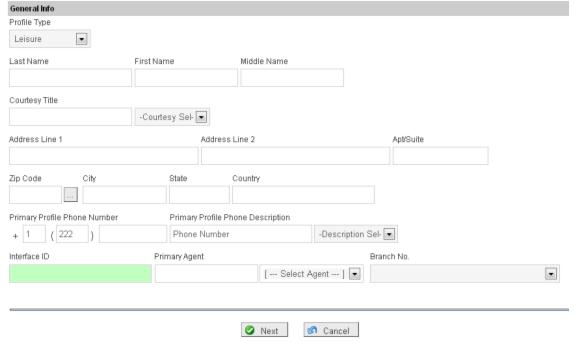 General Info
Profile Type
Leisure
Last Name First Name Middle Name
Courtesy Title
-Courtesy Sel-
Address Line 1 Address Line 2 Apt/Suite
Zip Code City State Country
...
Primary Profile Phone Number Primary Profile Phone Description
+ 1 ( 222 ) Phone Number -Description Sel-
Interface ID Primary Agent Branch No.
[ --- Select Agent --- ]
Next Cancel